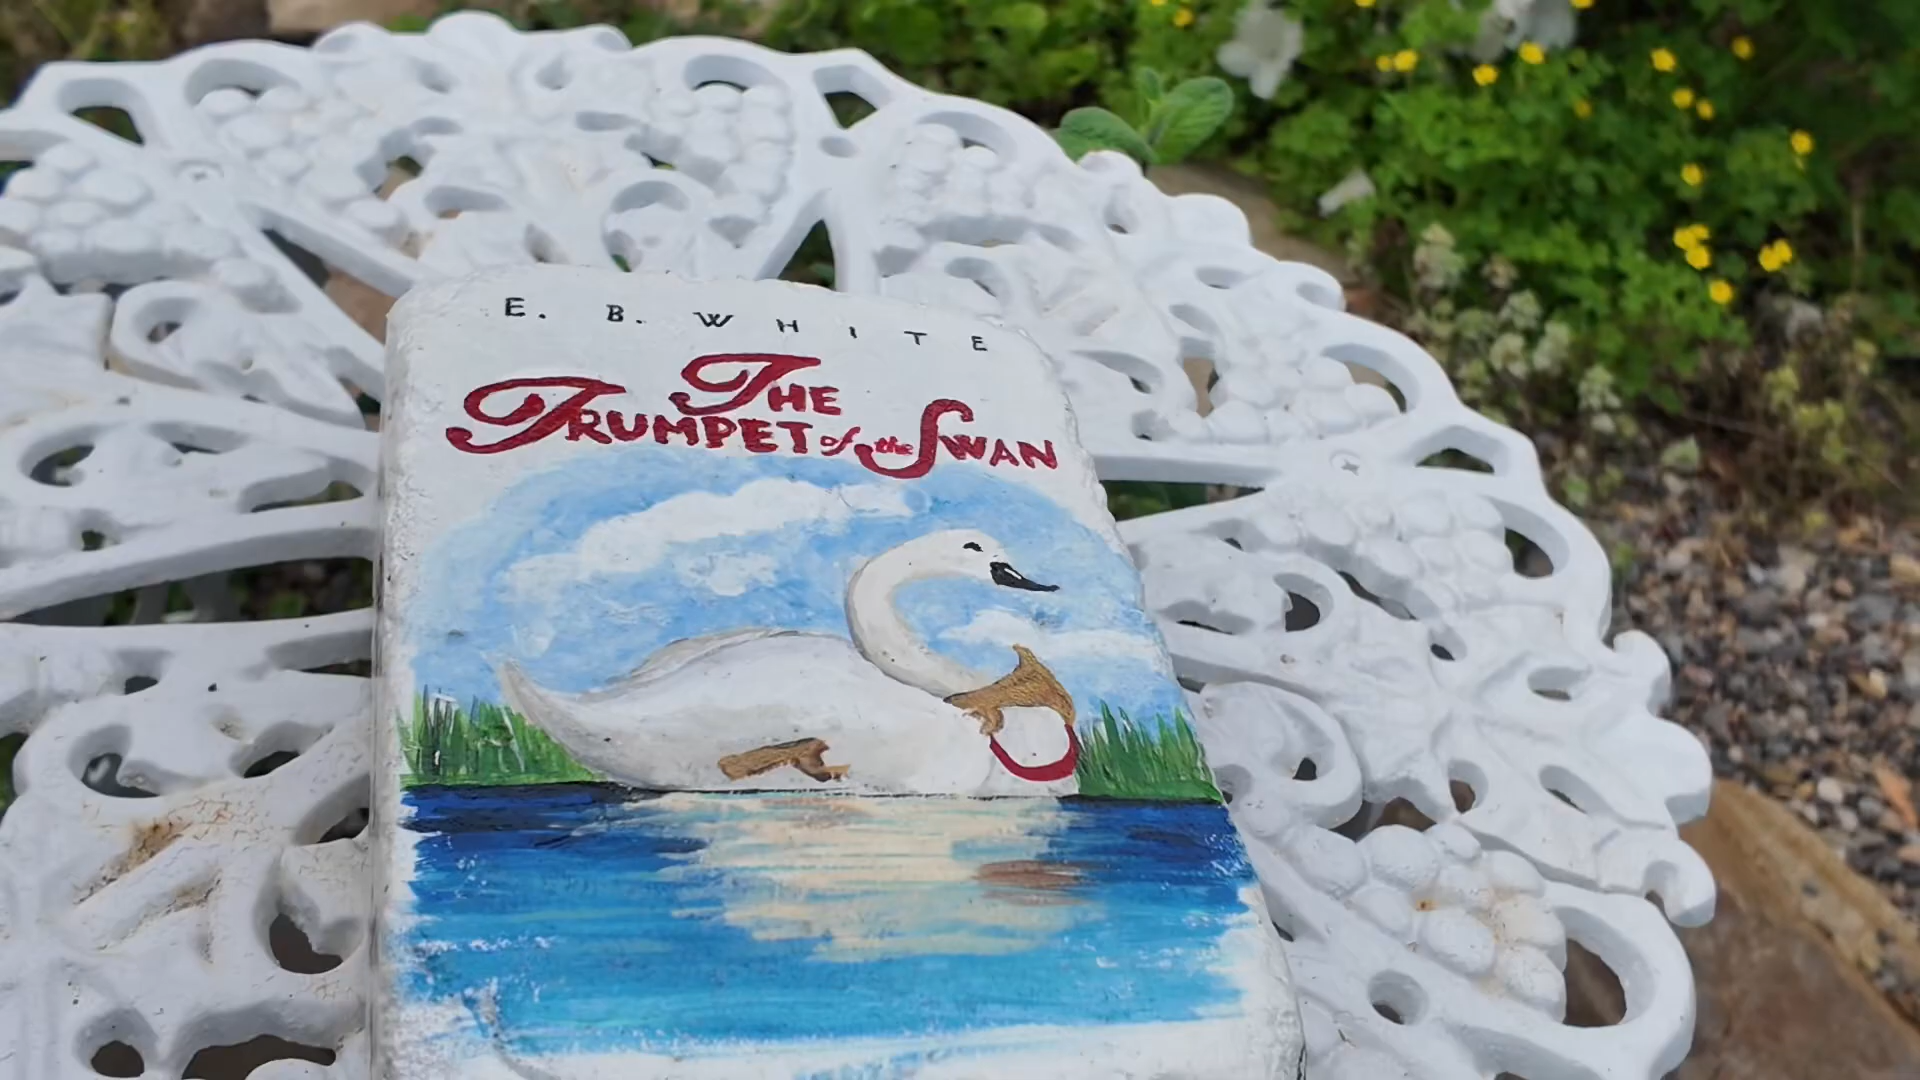 E. B. WHITE
THE
TRUMPET of the SWAN